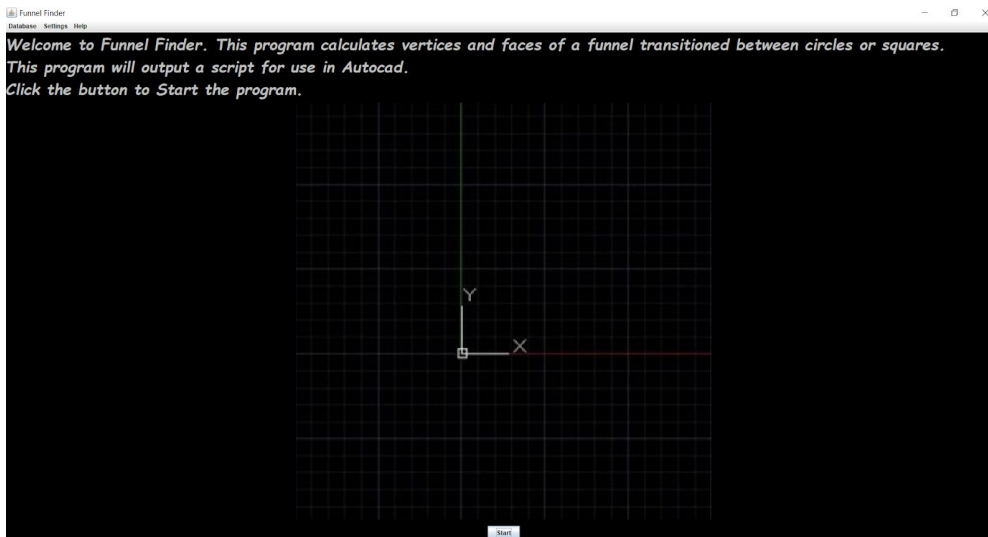 Funnel Finder
Database Settings Help
Welcome to Funnel Finder. This program calculates vertices and faces of a funnel transitioned between circles or squares.
This program will output a script for use in Autocad.
Click the button to Start the program.
Y
X
Start